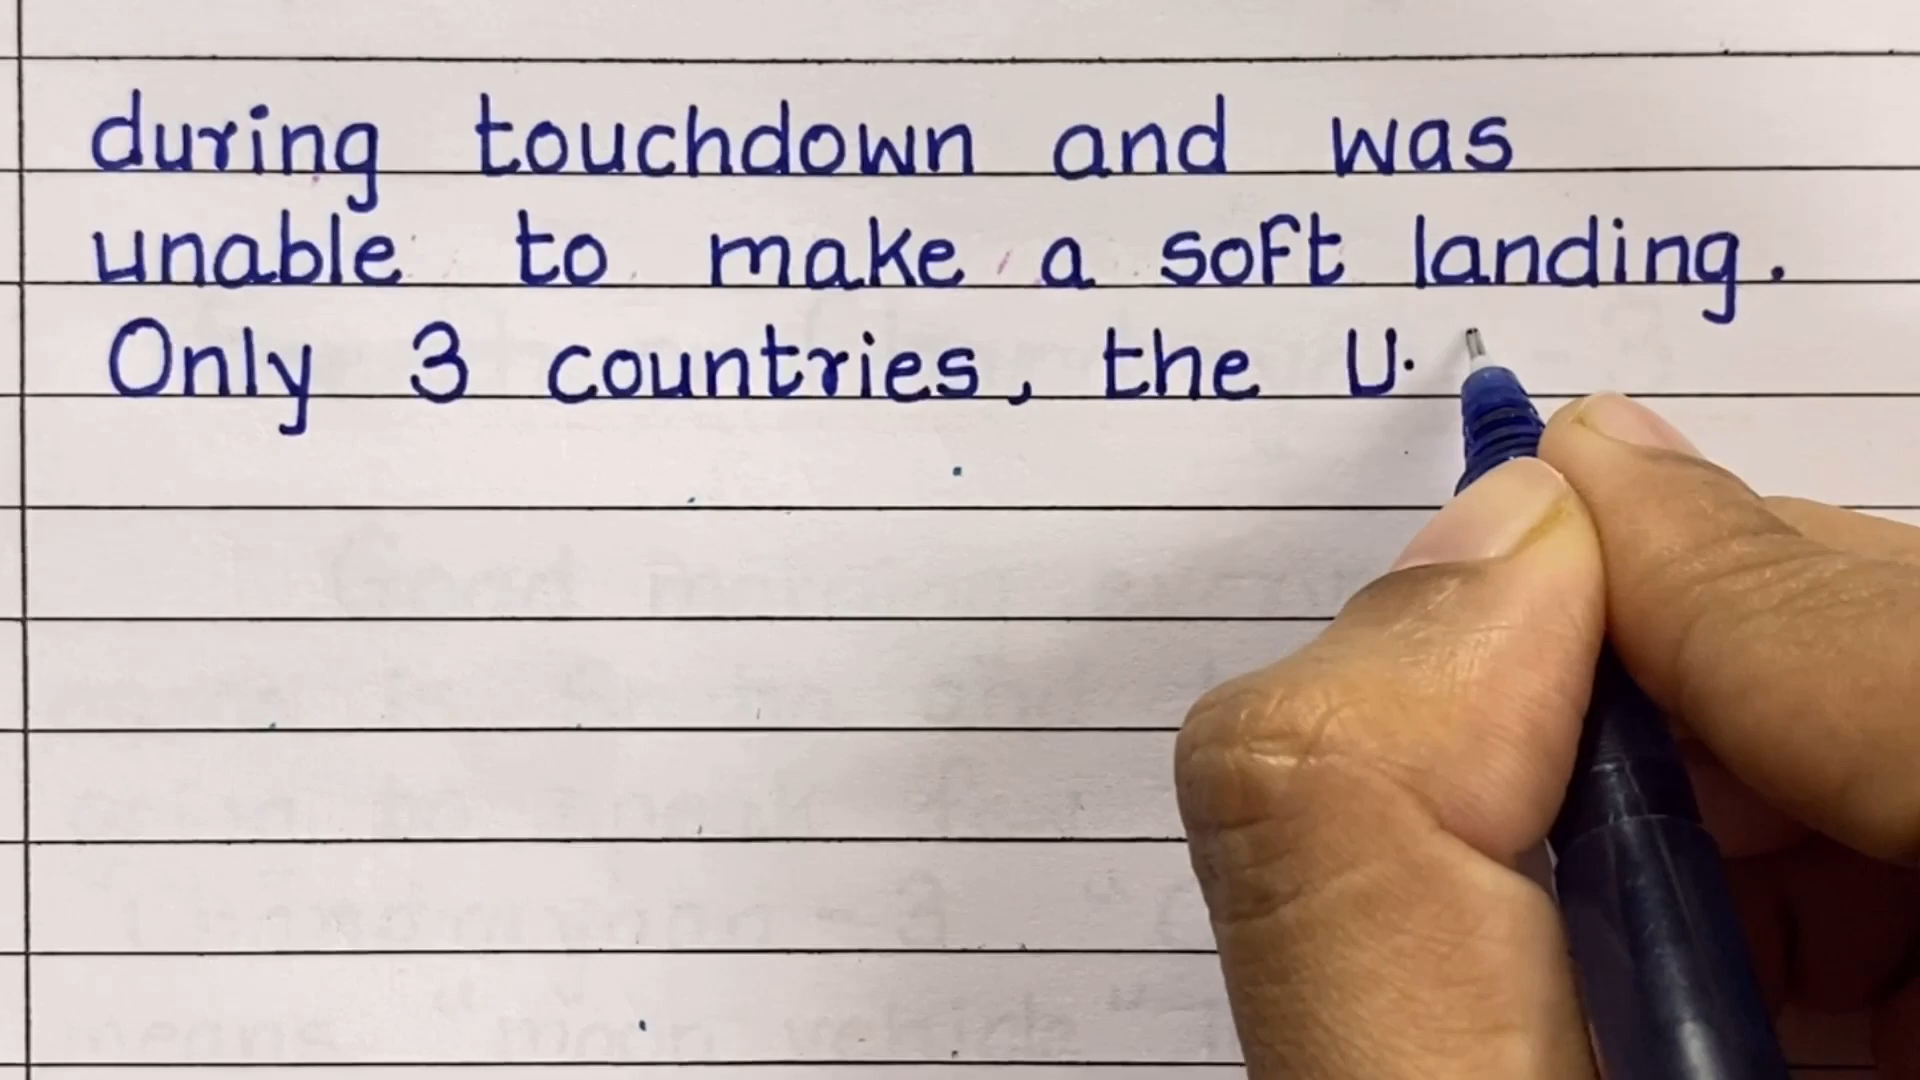 during touchdown and was
unable to make a soft landing.
Only 3 countries, the U.